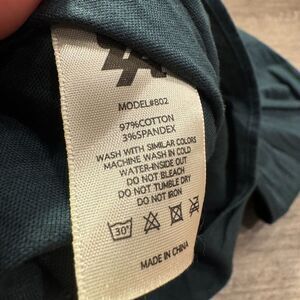 MODEL#802
97%COTTON
3%SPANDEX
WASH WITH SIMILAR COLORS
MACHINE WASH IN COLD
WATER-INSIDE OUT
DO NOT BLEACH
DO NOT TUMBLE DRY
DO NOT IRON
30°
MADE IN CHINA